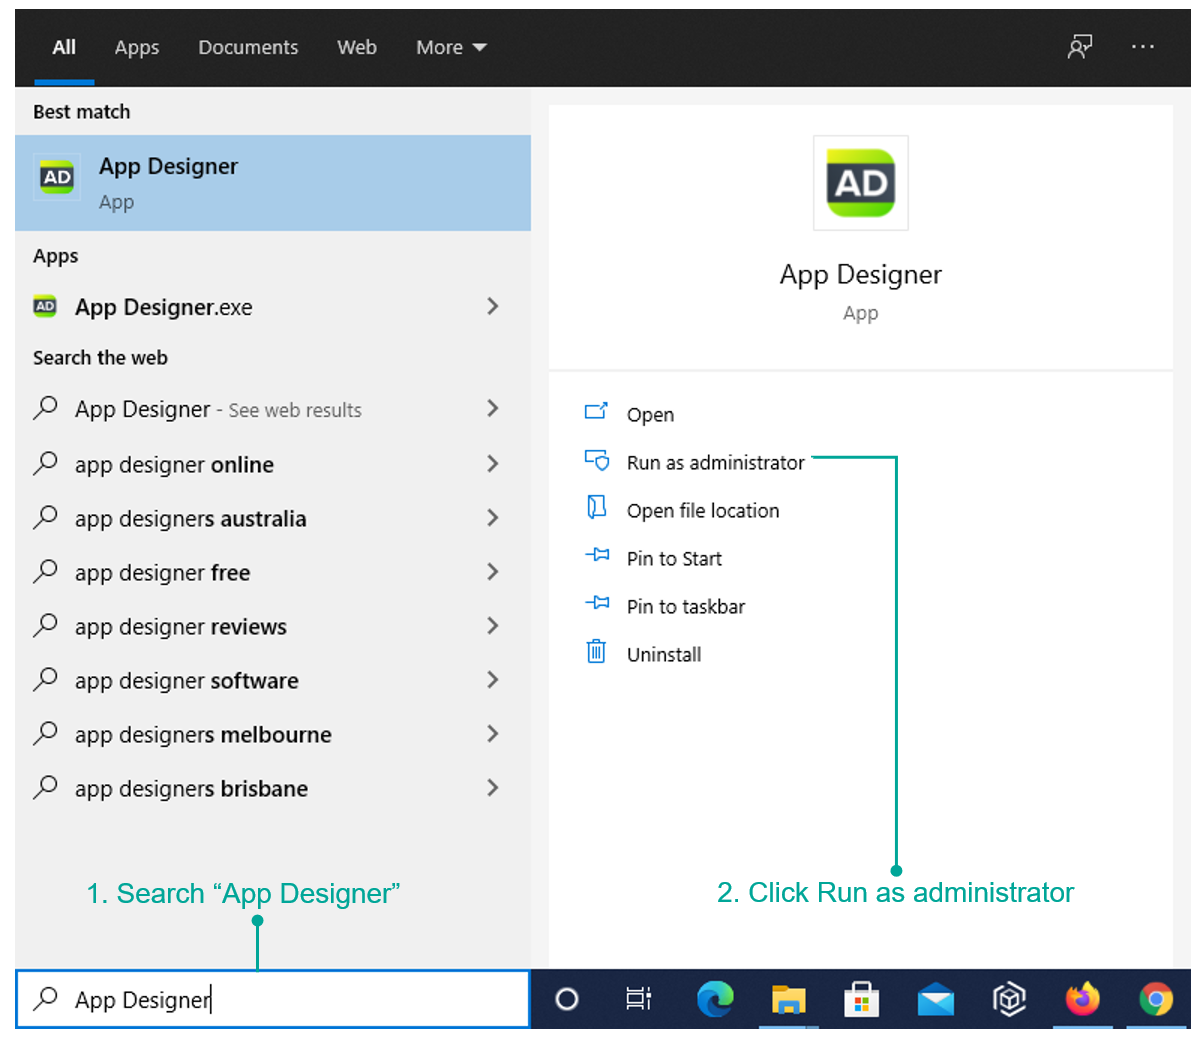 All Apps Documents Web More
Best match
AD
App Designer
App
Apps
AD
App Designer.exe
Search the web
App Designer - See web results
app designer online
app designers australia
app designer free
app designer reviews
app designer software
app designers melbourne
app designers brisbane
AD
App Designer
App
Open
Run as administrator
Open file location
Pin to Start
Pin to taskbar
Uninstall
1. Search “App Designer”
2. Click Run as administrator
App Designer